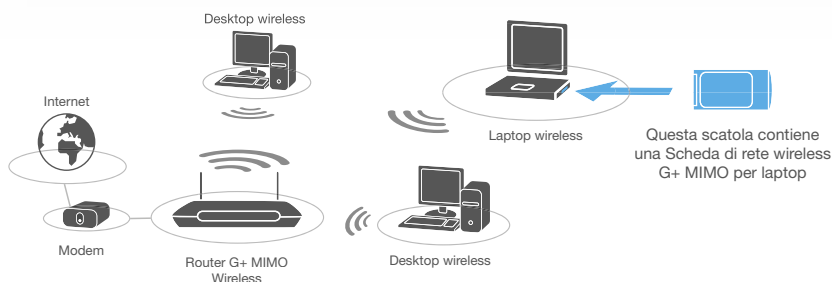 Desktop wireless
Internet
Laptop wireless
Questa scatola contiene
una Scheda di rete wireless
G+ MIMO per laptop
Modem
Router G+ MIMO
Wireless
Desktop wireless